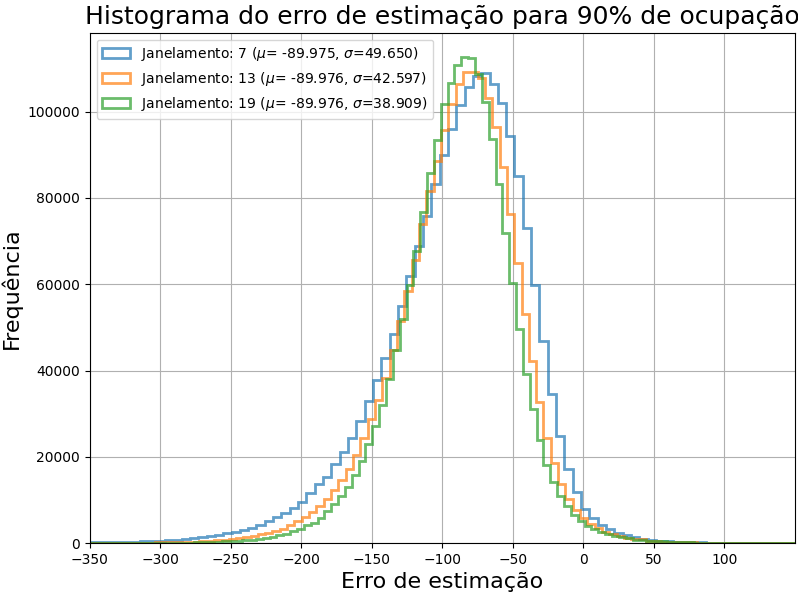 Histograma do erro de estimação para 90% de ocupação
Janelamento: 7 (μ= -89.975, σ=49.650)
Janelamento: 13 (μ= -89.976, σ=42.597)
Janelamento: 19 (μ= -89.976, σ=38.909)
Frequência
100000
80000
60000
40000
20000
0
−350 −300 −250 −200 −150 −100 −50 0 50 100
Erro de estimação